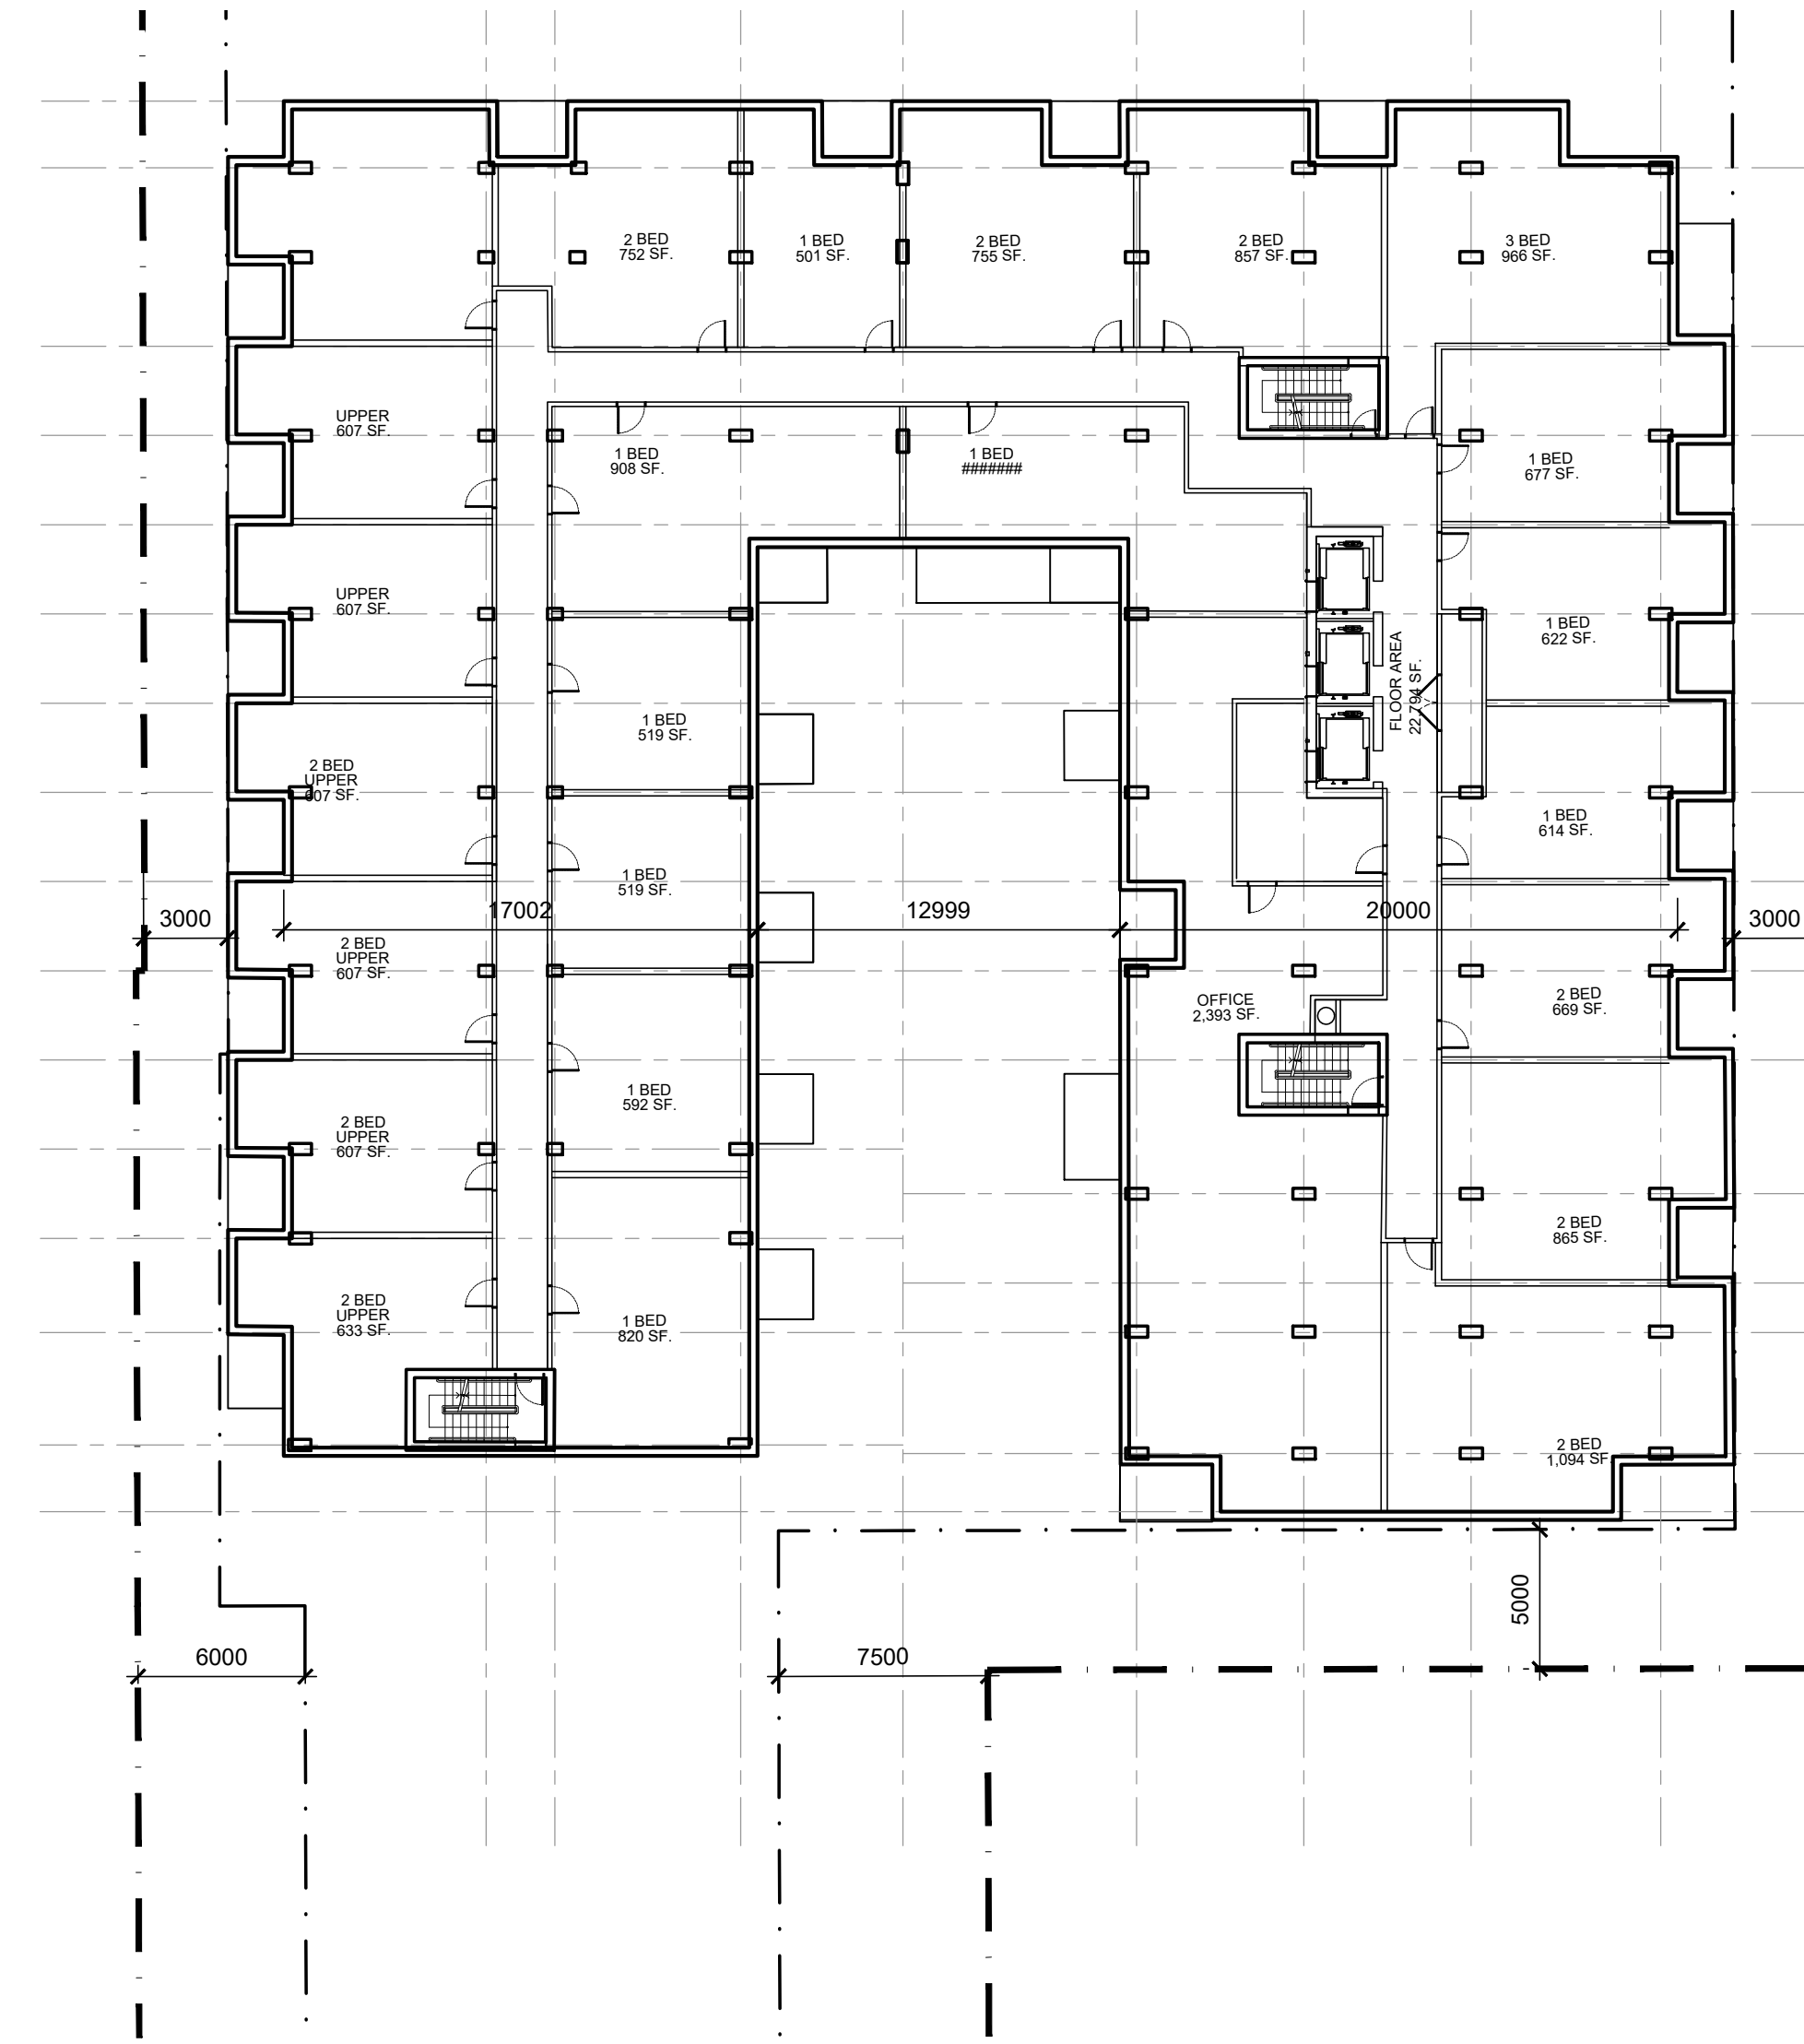 2 BED
752 SF.
1 BED
501 SF.
2 BED
755 SF.
2 BED
857 SF.
3 BED
966 SF.
UPPER
607 SF.
1 BED
908 SF.
1 BED
#######
1 BED
677 SF.
UPPER
607 SF.
1 BED
622 SF.
FLOOR AREA
22,794 SF.
1 BED
519 SF.
2 BED
UPPER
607 SF.
1 BED
614 SF.
1 BED
519 SF.
3000
17002
12999
20000
3000
2 BED
UPPER
607 SF.
OFFICE
2,393 SF.
2 BED
669 SF.
1 BED
592 SF.
2 BED
UPPER
607 SF.
2 BED
865 SF.
2 BED
UPPER
633 SF.
1 BED
820 SF.
2 BED
1,094 SF.
5000
6000
7500